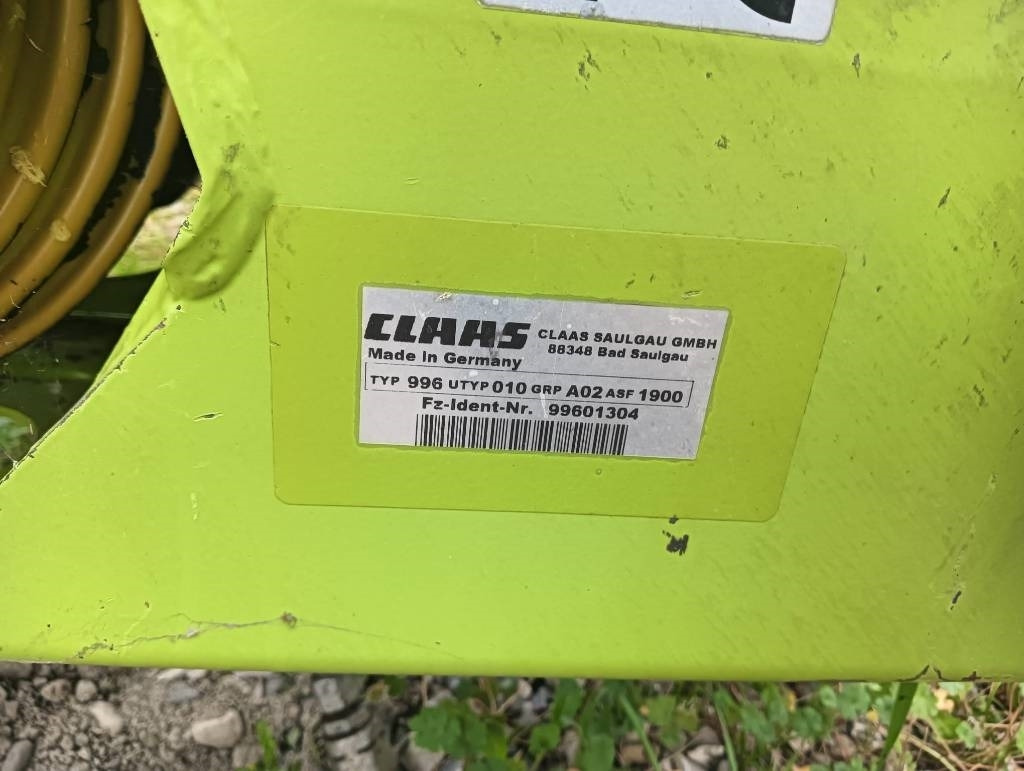 CLAAS CLAAS SAULGAU GMBH
88348 Bad Saulgau
Made in Germany
TYP 996 UTYP 010 GRP A02 ASF 1900
Fz-Ident-Nr. 99601304